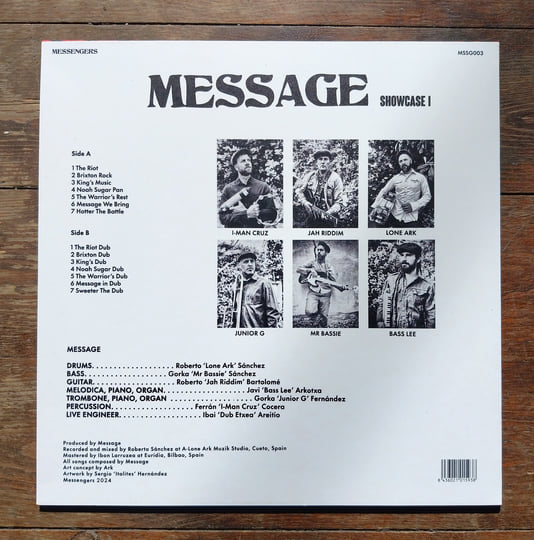 MESSENGERS
MSSG003
MESSAGE SHOWCASE I
Side A
1 The Riot
2 Brixton Rock
3 King's Music
4 Noah Sugar Pan
5 The Warrior's Rest
6 Message We Bring
7 Hotter The Battle
Side B
1 The Riot Dub
2 Brixton Dub
3 King's Dub
4 Noah Sugar Dub
5 The Warrior's Dub
6 Message in Dub
7 Sweeter The Dub
I-MAN CRUZ
JAH RIDDIM
LONE ARK
JUNIOR G
MR BASSIE
BASS LEE
MESSAGE
DRUMS. . . . . . . . . . . . . . . . . . . Roberto 'Lone Ark' Sánchez
BASS. . . . . . . . . . . . . . . . . . . Gorka 'Mr Bassie' Sánchez
GUITAR. . . . . . . . . . . . . . . . . . . Roberto 'Jah Riddim' Bartolomé
MELODICA, PIANO, ORGAN. . . . . . . . . . . . . . . . . . . Javi 'Bass Lee' Arkotxa
TROMBONE, PIANO, ORGAN . . . . . . . . . . . . . . . . . . . Gorka 'Junior G' Fernández
PERCUSSION. . . . . . . . . . . . . . . . . . . Ferrán 'I-Man Cruz' Cocera
LIVE ENGINEER. . . . . . . . . . . . . . . . . . . Ibai 'Dub Etxea' Areitio
Produced by Message
Recorded and mixed by Roberto Sánchez at A-Lone Ark Muzik Studio, Cueto, Spain
Mastered by Ibon Larruzea at Euridia, Bilbao, Spain
All songs composed by Message
Art concept by Ark
Artwork by Sergio 'Italites' Hernández
Messengers 2024
8 436021 015938